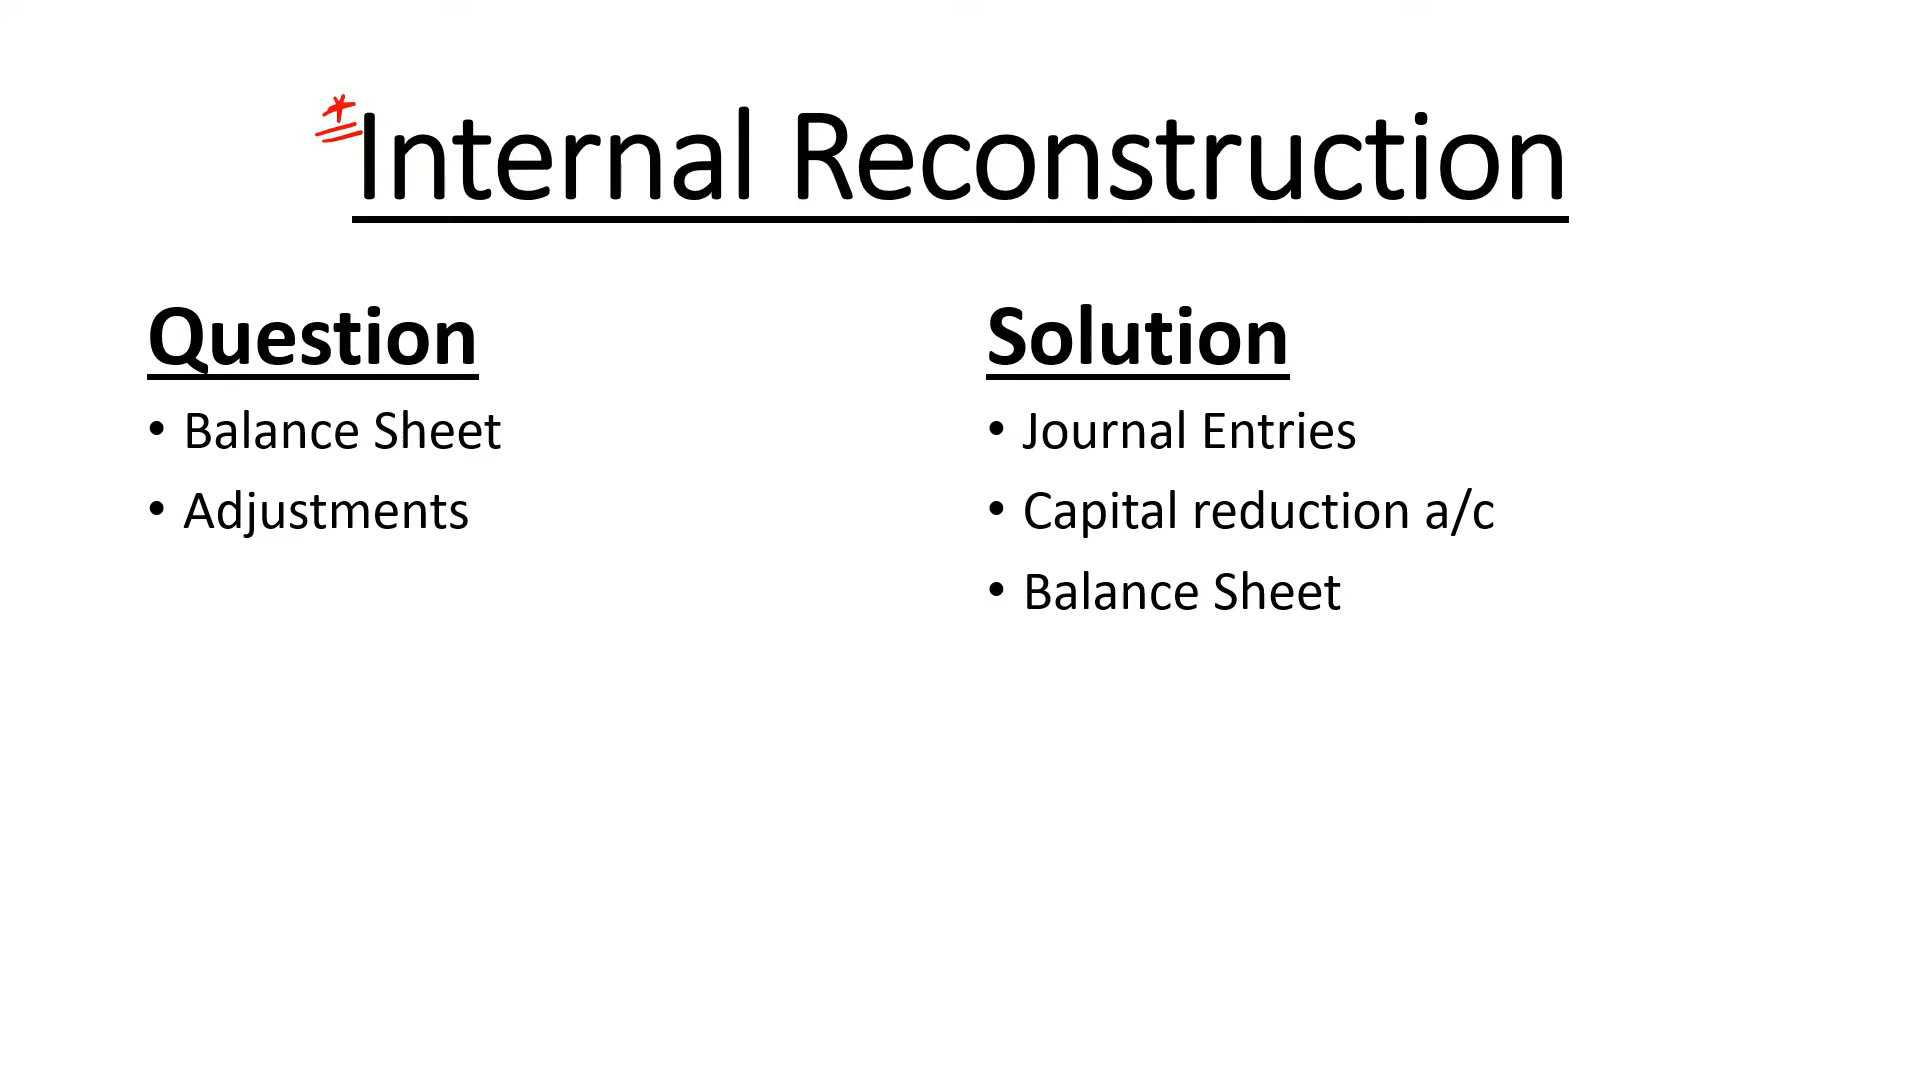 *Internal Reconstruction
Question
• Balance Sheet
• Adjustments
Solution
• Journal Entries
• Capital reduction a/c
• Balance Sheet